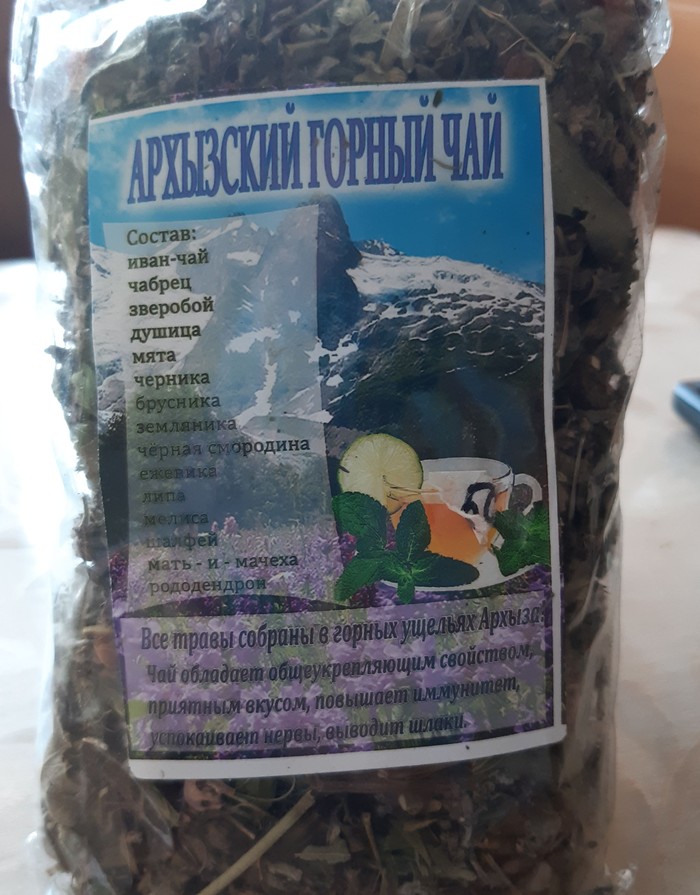 АРХЫЗСКИЙ ГОРНЫЙ ЧАЙ
Состав:
иван-чай
чабрец
зверобой
душица
мята
черника
брусника
земляника
чёрная смородина
ежевика
липа
мелиса
шалфей
мать - и - мачеха
рододендрон
Все травы собраны в горных ущельях Архыза.
Чай обладает общеукрепляющим свойством,
приятным вкусом, повышает иммунитет,
успокаивает нервы, выводит шлаки.